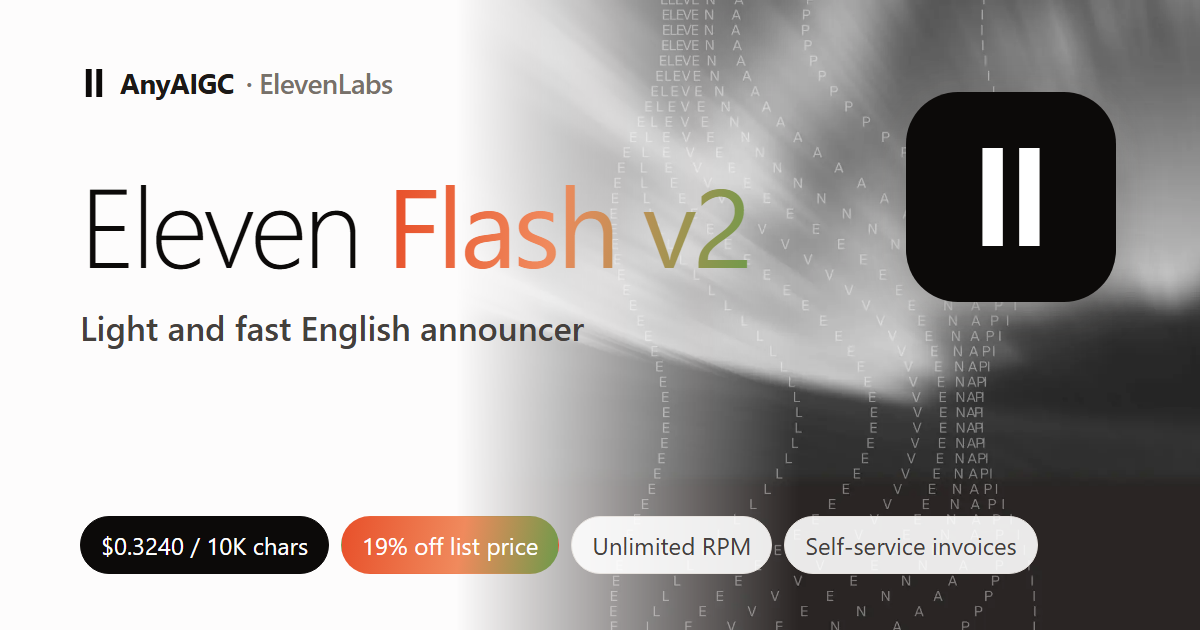 AnyAIGC · ElevenLabs
Eleven Flash v2
Light and fast English announcer
$0.3240 / 10K chars
19% off list price
Unlimited RPM
Self-service invoices